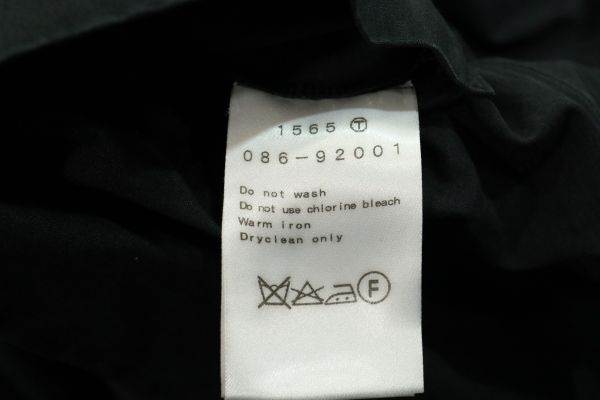 1565 Ⓣ
086-92001
Do not wash
Do not use chlorine bleach
Warm iron
Dryclean only
F